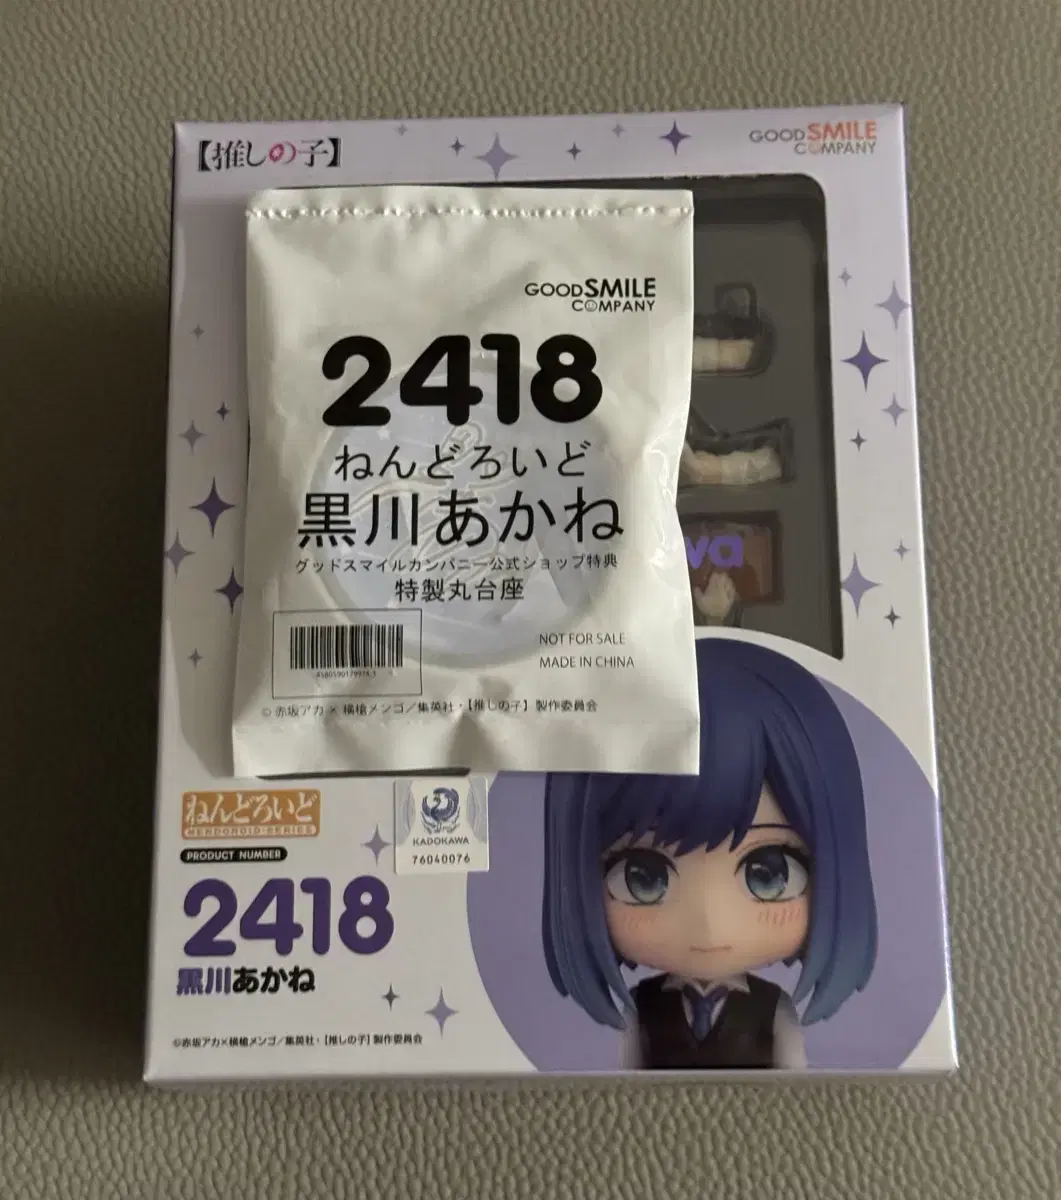 【推しの子】
GOOD SMILE
COMPANY
GOOD SMILE
COMPANY
2418
ねんどろいど
黒川あかね
グッドスマイルカンパニー公式ショップ特典
特製丸台座
NOT FOR SALE
MADE IN CHINA
© 赤坂アカ × 横槍メンゴ／集英社・【推しの子】製作委員会
wa
ねんどろいど
NENDOROID SERIES
PRODUCT NUMBER
2418
黒川あかね
KADOKAWA
76040076
©赤坂アカ×横槍メンゴ／集英社・【推しの子】製作委員会